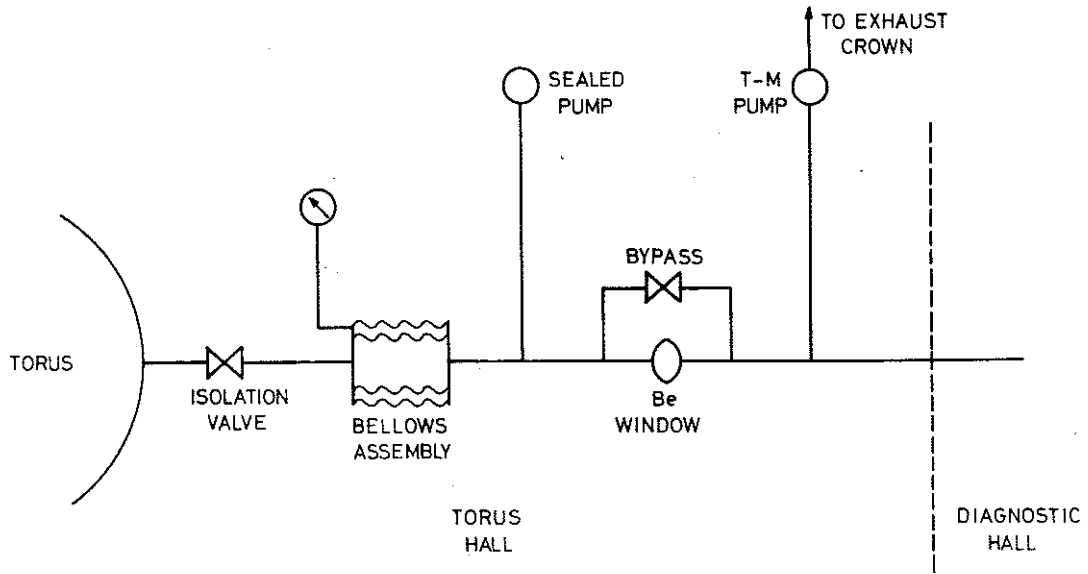 TO EXHAUST
CROWN
SEALED
PUMP
T-M
PUMP
BYPASS
TORUS
ISOLATION
VALVE
BELLOWS
ASSEMBLY
Be
WINDOW
TORUS
HALL
DIAGNOSTIC
HALL